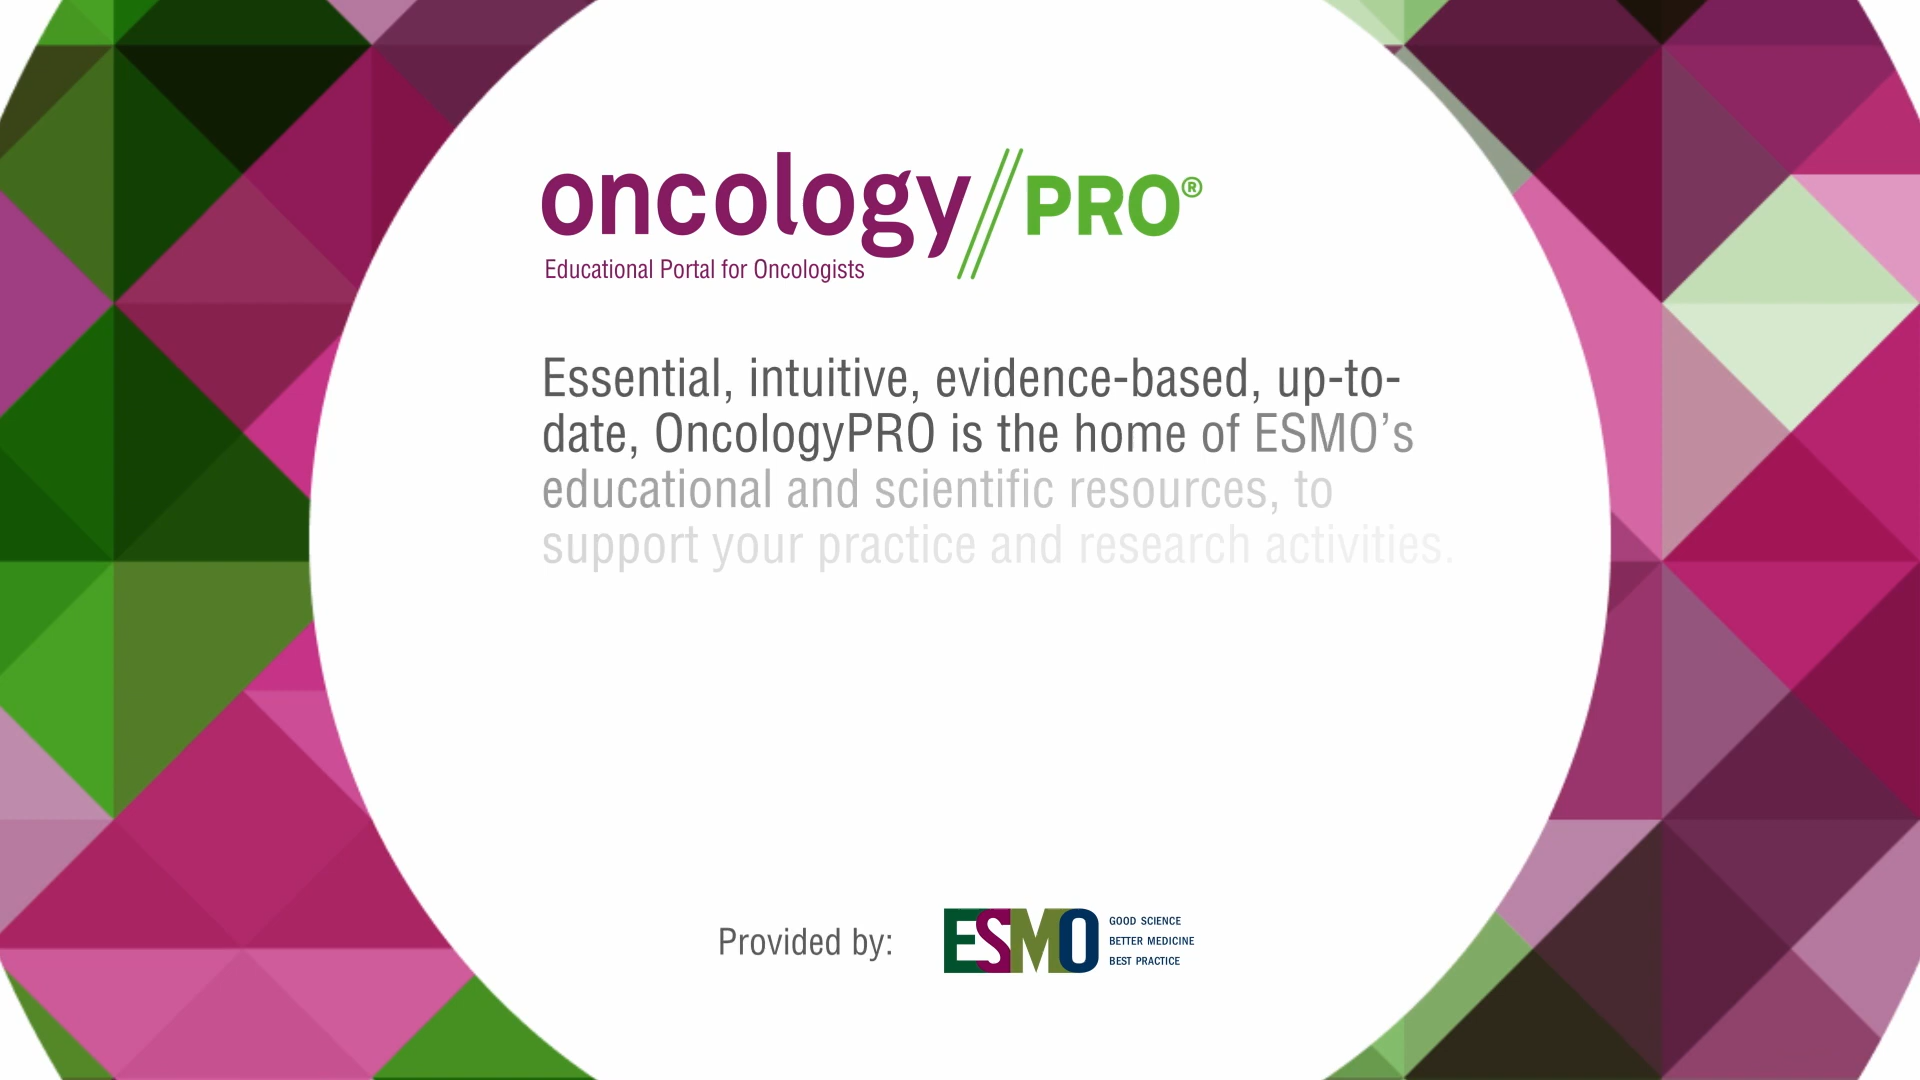 oncology//PRO®
Educational Portal for Oncologists
Essential, intuitive, evidence-based, up-to-
date, OncologyPRO is the home of ESMO’s
educational and scientific resources, to
support your practice and research activities.
Provided by:
ESMO
GOOD SCIENCE
BETTER MEDICINE
BEST PRACTICE